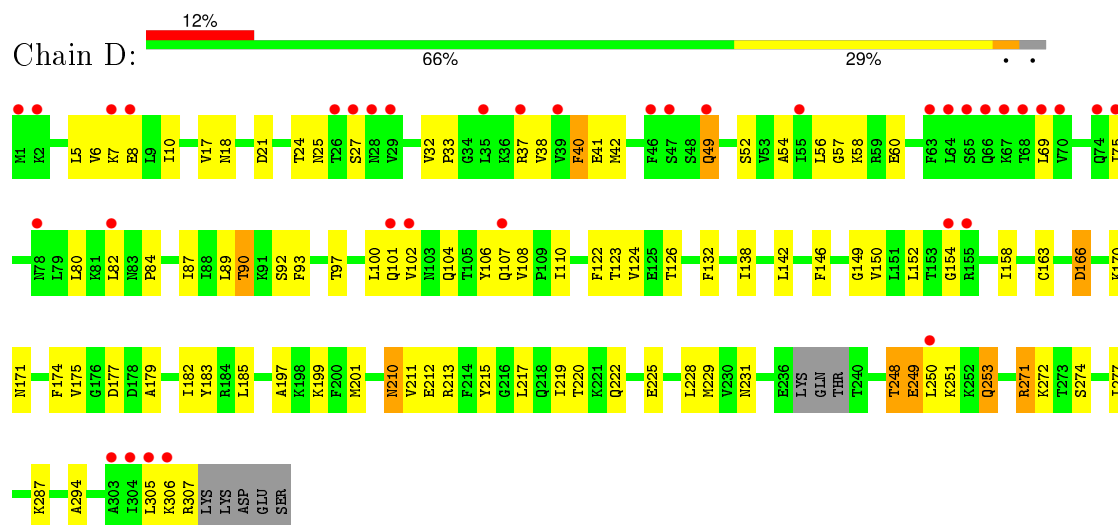 12%
Chain D:
66% 29% • •
M1 K2 L5 V6 K7 E8 L9 I10 V17 N18 D21 T24 N25 T26 S27 N28 V29 V32 P33 G34 L35 K36 R37 V38 V39 F40 E41 M42 F46 S47 S48 Q49 S52 V53 A54 I55 L56 G57 K58 R59 E60 F63 L64 S65 Q66 K67 T68 L69 V70 Q74 I75
N78 L79 L80 K81 L82 N83 P84 I87 I88 L89 T90 K91 S92 F93 T97 L100 Q101 V102 N103 Q104 T105 Y106 Q107 V108 P109 I110 F122 T123 V124 E125 T126 F132 I138 L142 F146 G149 V150 L151 L152 T153 G154 R155 I158 C163 D166 K170
N171 F174 V175 G176 D177 D178 A179 I182 Y183 R184 L185 A197 K198 K199 F200 M201 N210 V211 E212 R213 F214 Y215 G216 L217 Q218 I219 T220 K221 Q222 E225 L228 M229 V230 N231 E236 LYS GLN THR T240 T248 E249 L250 K251 K252 Q253 R271 K272 T273 S274 I277
K287 A294 A303 I304 L305 K306 R307 LYS LYS ASP GLU SER